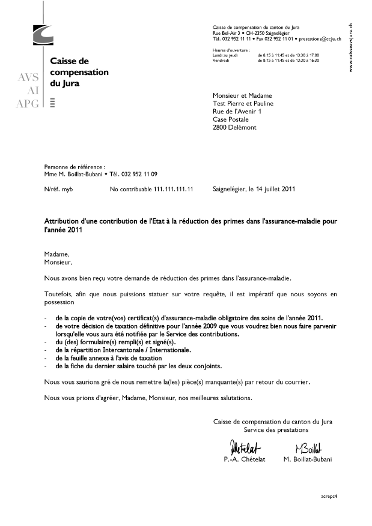 Caisse de compensation du canton du Jura
Rue Bel-Air 3 • CH-2350 Saignelégier
Tél. 032 952 11 11 • Fax 032 952 11 01 • prestations@ccju.ch
Heures d'ouverture :
Lundi au jeudi de 8.15 à 11.45 et de 13.30 à 17.00
Vendredi de 8.15 à 11.45 et de 13.30 à 16.30
Caisse de
compensation
du Jura
AVS
AI
APG
Monsieur et Madame
Test Pierre et Pauline
Rue de l'Avenir 1
Case Postale
2800 Delémont
Personne de référence :
Mme M. Boillat-Bubani • Tél. 032 952 11 09
N/réf. myb No contribuable 111.111.111.11 Saignelégier, le 14 juillet 2011
Attribution d'une contribution de l'Etat à la réduction des primes dans l'assurance-maladie pour
l'année 2011
Madame,
Monsieur,
Nous avons bien reçu votre demande de réduction des primes dans l'assurance-maladie.
Toutefois, afin que nous puissions statuer sur votre requête, il est impératif que nous soyons en
possession
- de la copie de votre(vos) certificat(s) d'assurance-maladie obligatoire des soins de l'année 2011.
- de votre décision de taxation définitive pour l'année 2009 que vous voudrez bien nous faire parvenir
lorsqu'elle vous aura été notifiée par le Service des contributions.
- du (des) formulaire(s) rempli(s) et signé(s).
- de la répartition Intercantonale / Internationale.
- de la feuille annexe à l'avis de taxation
- de la fiche du dernier salaire touché par les deux conjoints.
Nous vous saurions gré de nous remettre la(les) pièce(s) manquante(s) par retour du courrier.
Nous vous prions d'agréer, Madame, Monsieur, nos meilleures salutations.
Caisse de compensation du canton du Jura
Service des prestations
P.-A. Chételat M. Boillat-Bubani